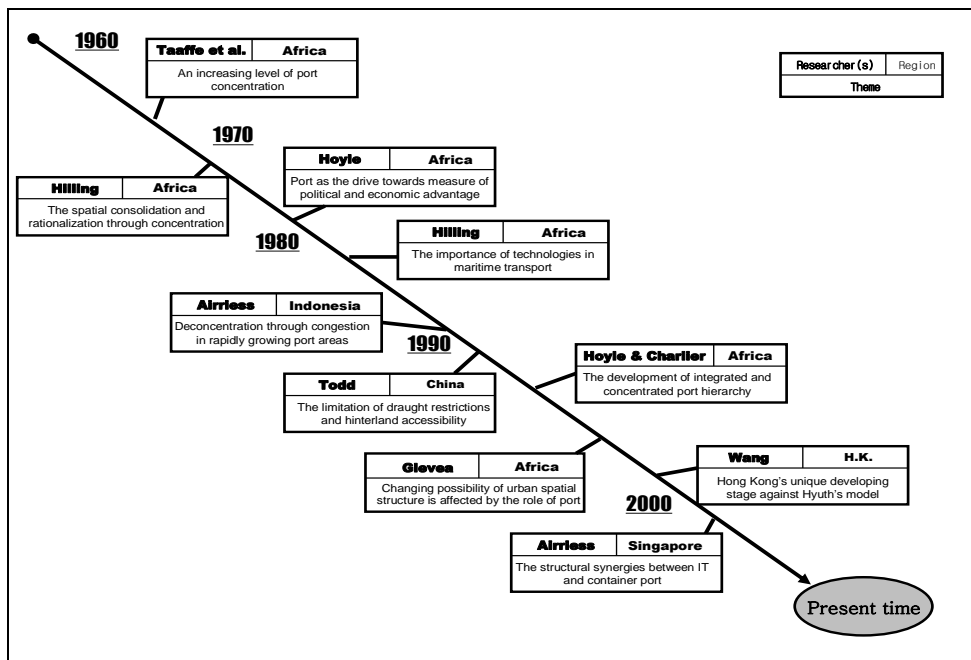 1960
Taaffe et al. Africa
An increasing level of port
concentration
Researcher(s) Region
Theme
1970
Hoyle Africa
Port as the drive towards measure of
political and economic advantage
Hilling Africa
The spatial consolidation and
rationalization through concentration
1980
Hilling Africa
The importance of technologies in
maritime transport
Airriess Indonesia
Deconcentration through congestion
in rapidly growing port areas
1990
Hoyle & Charlier Africa
The development of integrated and
concentrated port hierarchy
Todd China
The limitation of draught restrictions
and hinterland accessibility
Wang H.K.
Hong Kong's unique developing
stage against Hyuth's model
Glevea Africa
Changing possibility of urban spatial
structure is affected by the role of port
2000
Airriess Singapore
The structural synergies between IT
and container port
Present time